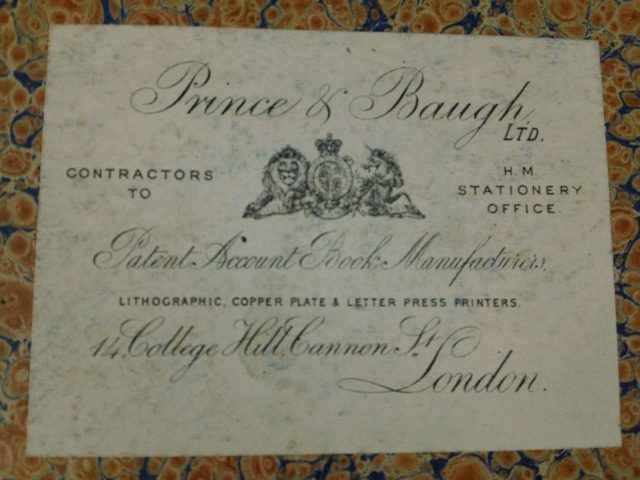 Prince & Baugh LTD.
CONTRACTORS TO
H.M. STATIONERY OFFICE
Patent Account Book Manufacturers,
LITHOGRAPHIC, COPPER PLATE & LETTER PRESS PRINTERS.
14, College Hill, Cannon St.
London.